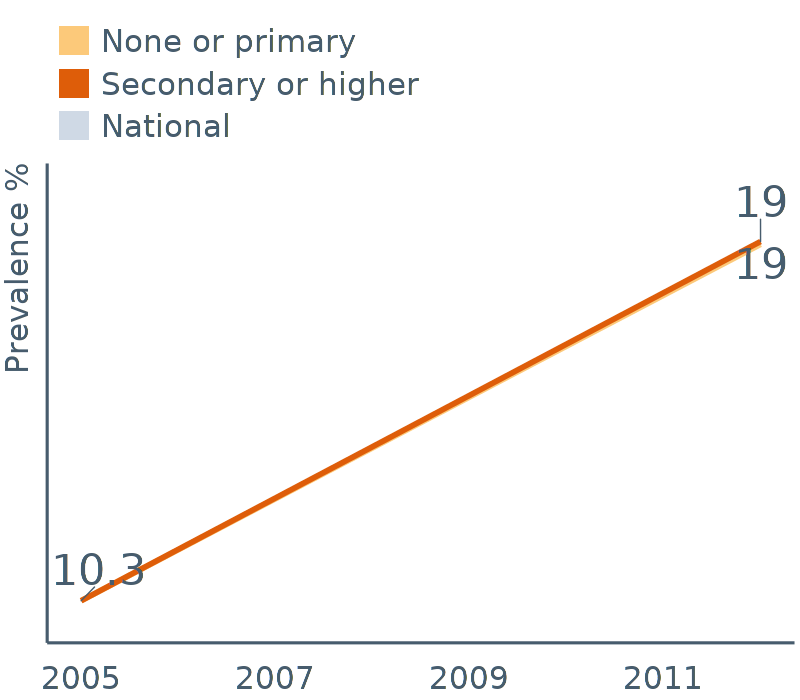 None or primary
Secondary or higher
National
Prevalence %
19
19
10.3
2005 2007 2009 2011